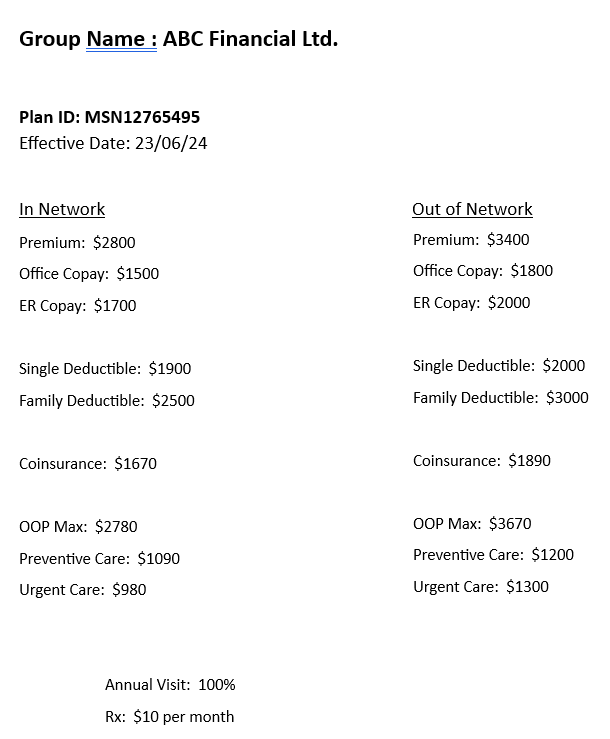 Group Name : ABC Financial Ltd.
Plan ID: MSN12765495
Effective Date: 23/06/24
In Network
Premium: $2800
Office Copay: $1500
ER Copay: $1700
Single Deductible: $1900
Family Deductible: $2500
Coinsurance: $1670
OOP Max: $2780
Preventive Care: $1090
Urgent Care: $980
Out of Network
Premium: $3400
Office Copay: $1800
ER Copay: $2000
Single Deductible: $2000
Family Deductible: $3000
Coinsurance: $1890
OOP Max: $3670
Preventive Care: $1200
Urgent Care: $1300
Annual Visit: 100%
Rx: $10 per month